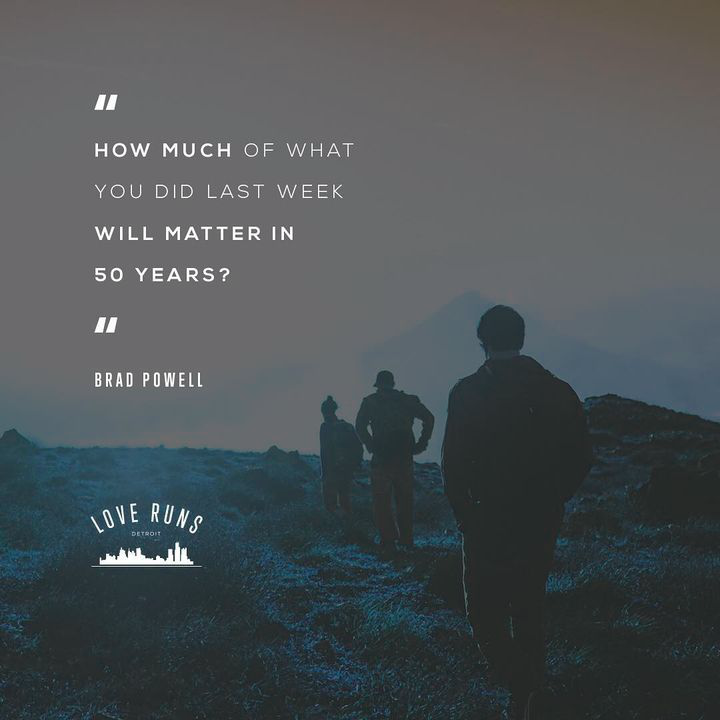 "
HOW MUCH OF WHAT
YOU DID LAST WEEK
WILL MATTER IN
50 YEARS?
"
BRAD POWELL
LOVE RUNS
DETROIT